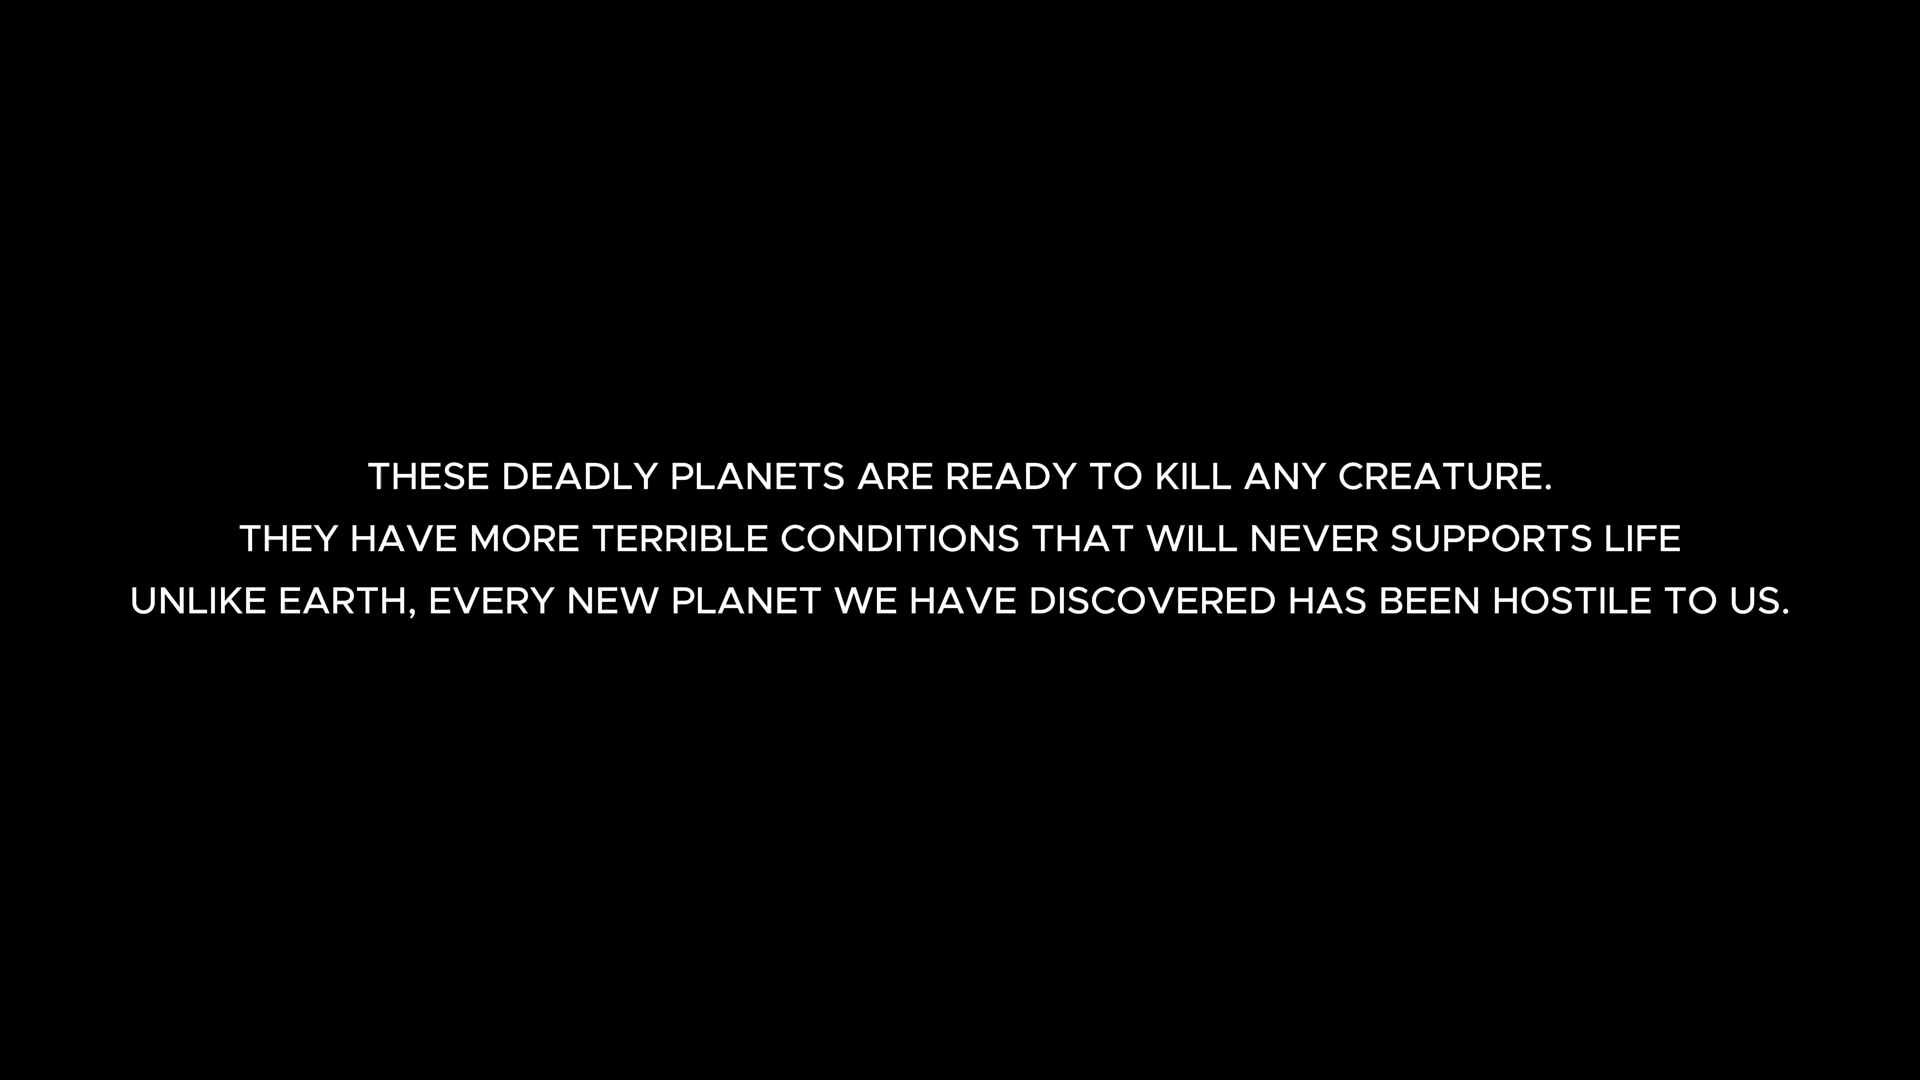 THESE DEADLY PLANETS ARE READY TO KILL ANY CREATURE.
THEY HAVE MORE TERRIBLE CONDITIONS THAT WILL NEVER SUPPORTS LIFE
UNLIKE EARTH, EVERY NEW PLANET WE HAVE DISCOVERED HAS BEEN HOSTILE TO US.